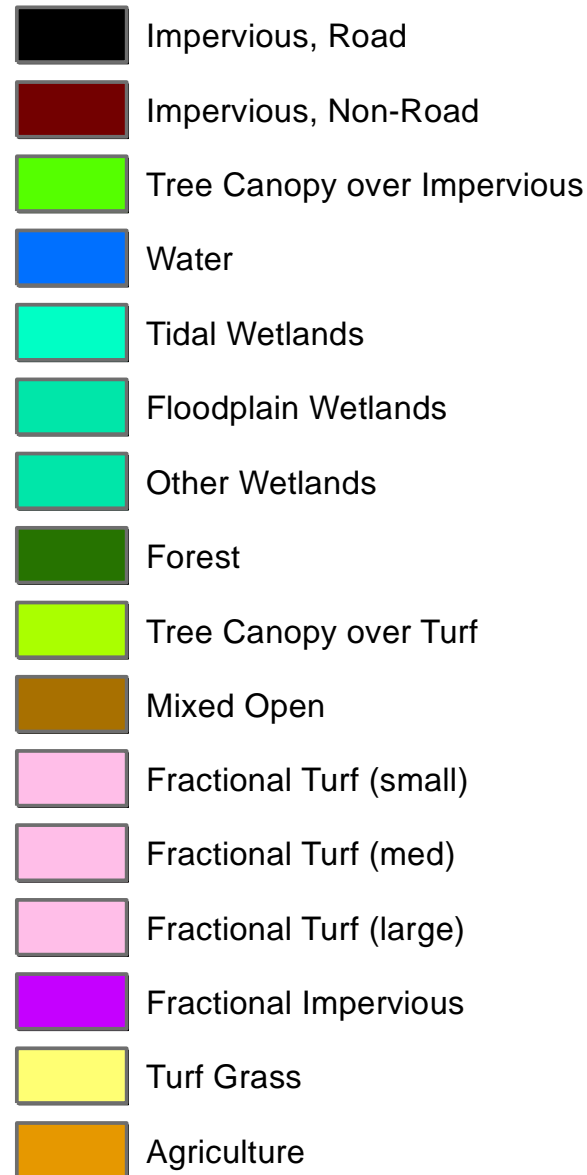 Impervious, Road
Impervious, Non-Road
Tree Canopy over Impervious
Water
Tidal Wetlands
Floodplain Wetlands
Other Wetlands
Forest
Tree Canopy over Turf
Mixed Open
Fractional Turf (small)
Fractional Turf (med)
Fractional Turf (large)
Fractional Impervious
Turf Grass
Agriculture